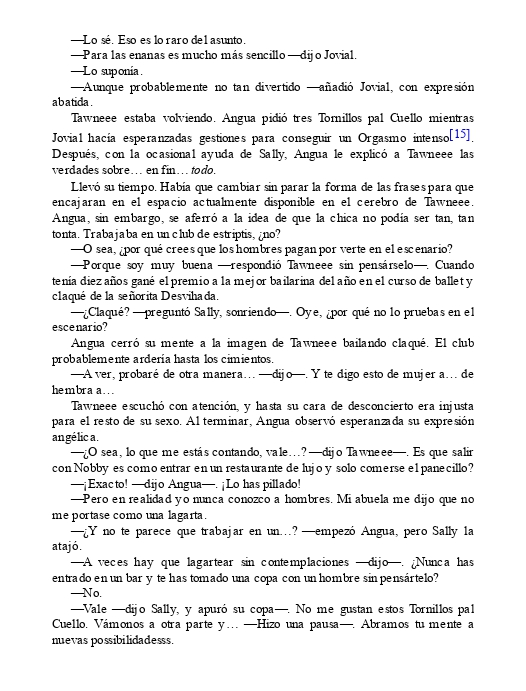 —Lo sé. Eso es lo raro del asunto.
—Para las enanas es mucho más sencillo —dijo Jovial.
—Lo suponía.
—Aunque probablemente no tan divertido —añadió Jovial, con expresión
abatida.
Tawneee estaba volviendo. Angua pidió tres Tornillos pal Cuello mientras
Jovial hacía esperanzadas gestiones para conseguir un Orgasmo intenso[15].
Después, con la ocasional ayuda de Sally, Angua le explicó a Tawneee las
verdades sobre… en fin… todo.
Llevó su tiempo. Había que cambiar sin parar la forma de las frases para que
encajaran en el espacio actualmente disponible en el cerebro de Tawneee.
Angua, sin embargo, se aferró a la idea de que la chica no podía ser tan, tan
tonta. Trabajaba en un club de estriptis, ¿no?
—O sea, ¿por qué crees que los hombres pagan por verte en el escenario?
—Porque soy muy buena —respondió Tawneee sin pensárselo—. Cuando
tenía diez años gané el premio a la mejor bailarina del año en el curso de ballet y
claqué de la señorita Desvihada.
—¿Claqué? —preguntó Sally, sonriendo—. Oye, ¿por qué no lo pruebas en el
escenario?
Angua cerró su mente a la imagen de Tawneee bailando claqué. El club
probablemente ardería hasta los cimientos.
—A ver, probaré de otra manera… —dijo—. Y te digo esto de mujer a… de
hembra a…
Tawneee escuchó con atención, y hasta su cara de desconcierto era injusta
para el resto de su sexo. Al terminar, Angua observó esperanzada su expresión
angélica.
—¿O sea, lo que me estás contando, vale…? —dijo Tawneee—. Es que salir
con Nobby es como entrar en un restaurante de lujo y solo comerse el panecillo?
—¡Exacto! —dijo Angua—. ¡Lo has pillado!
—Pero en realidad yo nunca conozco a hombres. Mi abuela me dijo que no
me portase como una lagarta.
—¿Y no te parece que trabajar en un…? —empezó Angua, pero Sally la
atajó.
—A veces hay que lagartear sin contemplaciones —dijo—. ¿Nunca has
entrado en un bar y te has tomado una copa con un hombre sin pensártelo?
—No.
—Vale —dijo Sally, y apuró su copa—. No me gustan estos Tornillos pal
Cuello. Vámonos a otra parte y… —Hizo una pausa—. Abramos tu mente a
nuevas possibilidadesss.